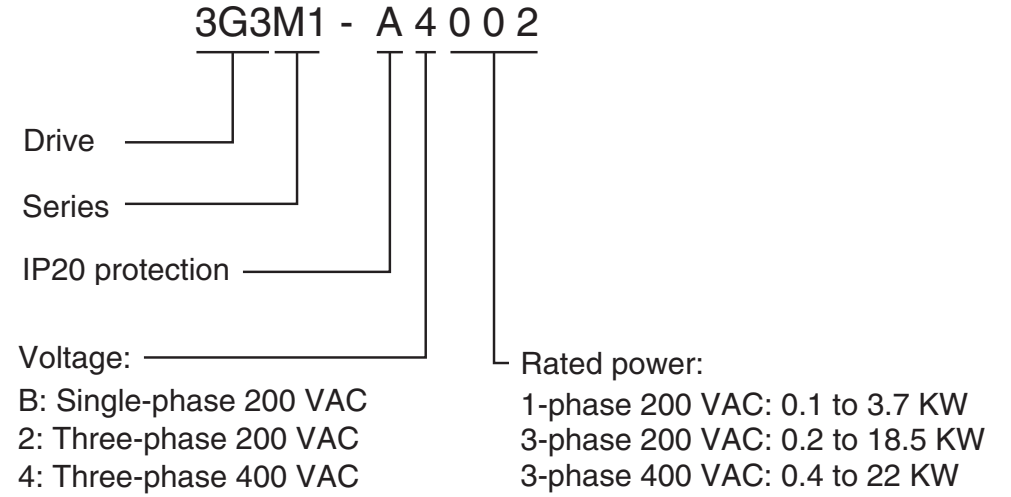 3G3M1 - A 4 0 0 2
Drive
Series
IP20 protection
Voltage:
B: Single-phase 200 VAC
2: Three-phase 200 VAC
4: Three-phase 400 VAC
Rated power:
1-phase 200 VAC: 0.1 to 3.7 KW
3-phase 200 VAC: 0.2 to 18.5 KW
3-phase 400 VAC: 0.4 to 22 KW